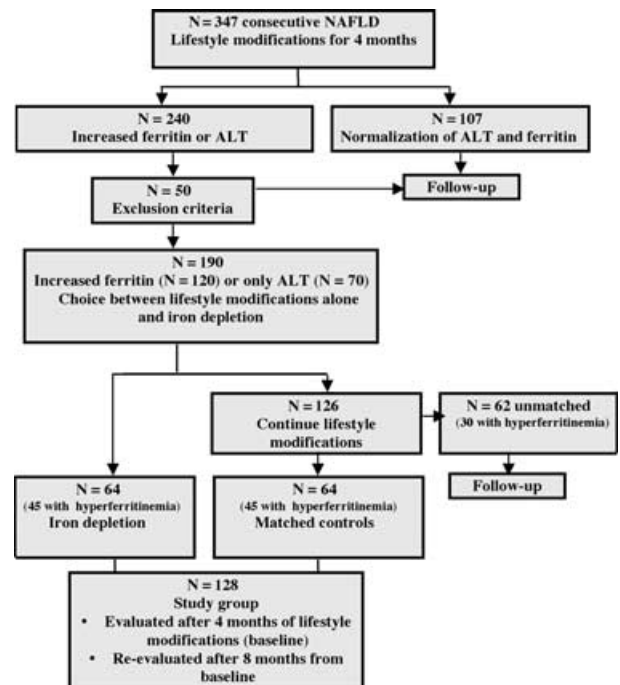 N = 347 consecutive NAFLD
Lifestyle modifications for 4 months
N = 240
Increased ferritin or ALT
N = 107
Normalization of ALT and ferritin
N = 50
Exclusion criteria
Follow-up
N = 190
Increased ferritin (N = 120) or only ALT (N = 70)
Choice between lifestyle modifications alone
and iron depletion
N = 126
Continue lifestyle
modifications
N = 62 unmatched
(30 with hyperferritinemia)
Follow-up
N = 64
(45 with hyperferritinemia)
Iron depletion
N = 64
(45 with hyperferritinemia)
Matched controls
N = 128
Study group
• Evaluated after 4 months of lifestyle
modifications (baseline)
• Re-evaluated after 8 months from
baseline